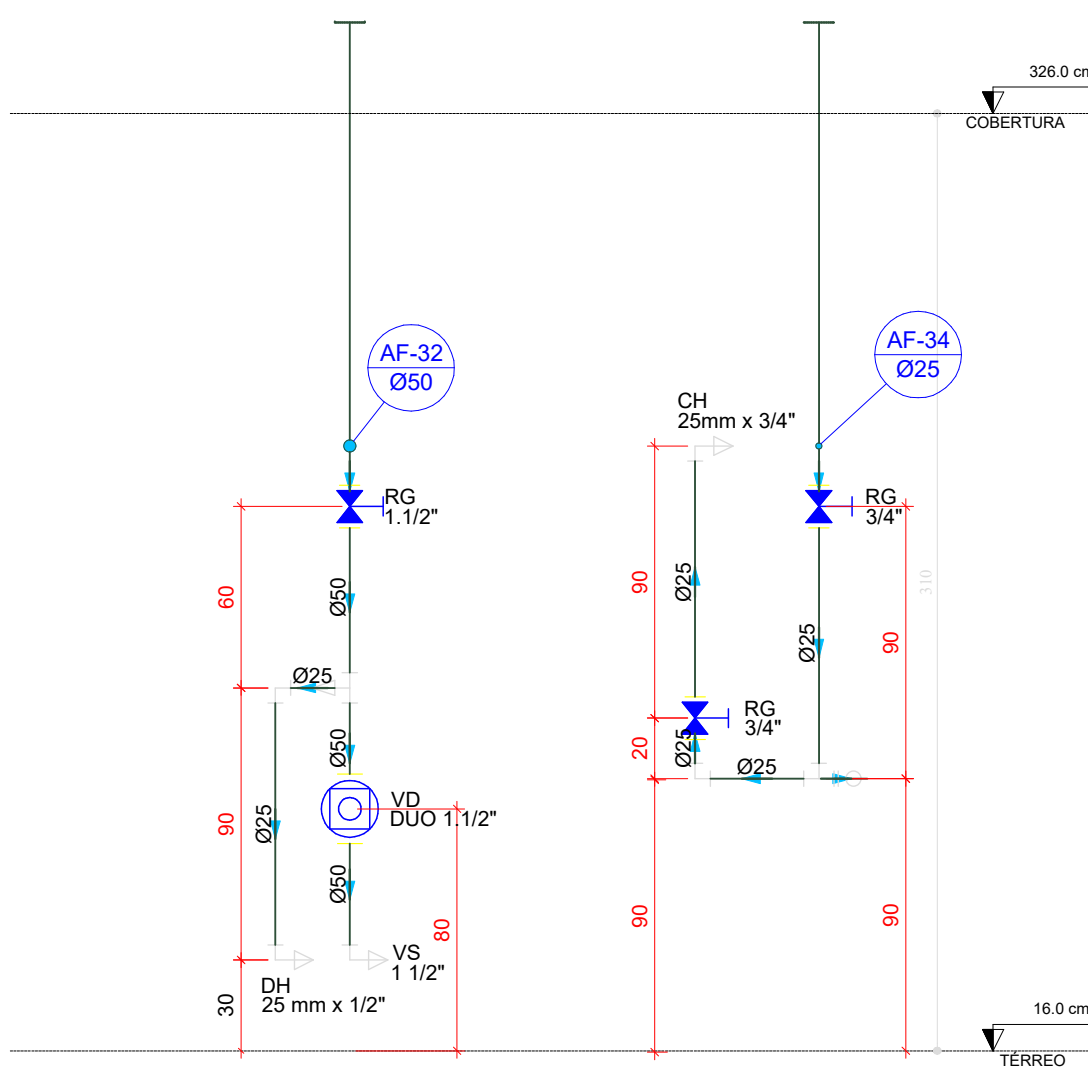 326.0 cm
COBERTURA
AF-32
Ø50
AF-34
Ø25
CH
25mm x 3/4"
RG
1.1/2"
RG
3/4"
60
Ø50
90
Ø25
310
Ø25
90
Ø25
RG
3/4"
20
Ø25
Ø50
Ø25
VD
DUO 1.1/2"
90
Ø25
Ø50
80
90
90
VS
1 1/2"
DH
25 mm x 1/2"
30
16.0 cm
TÉRREO